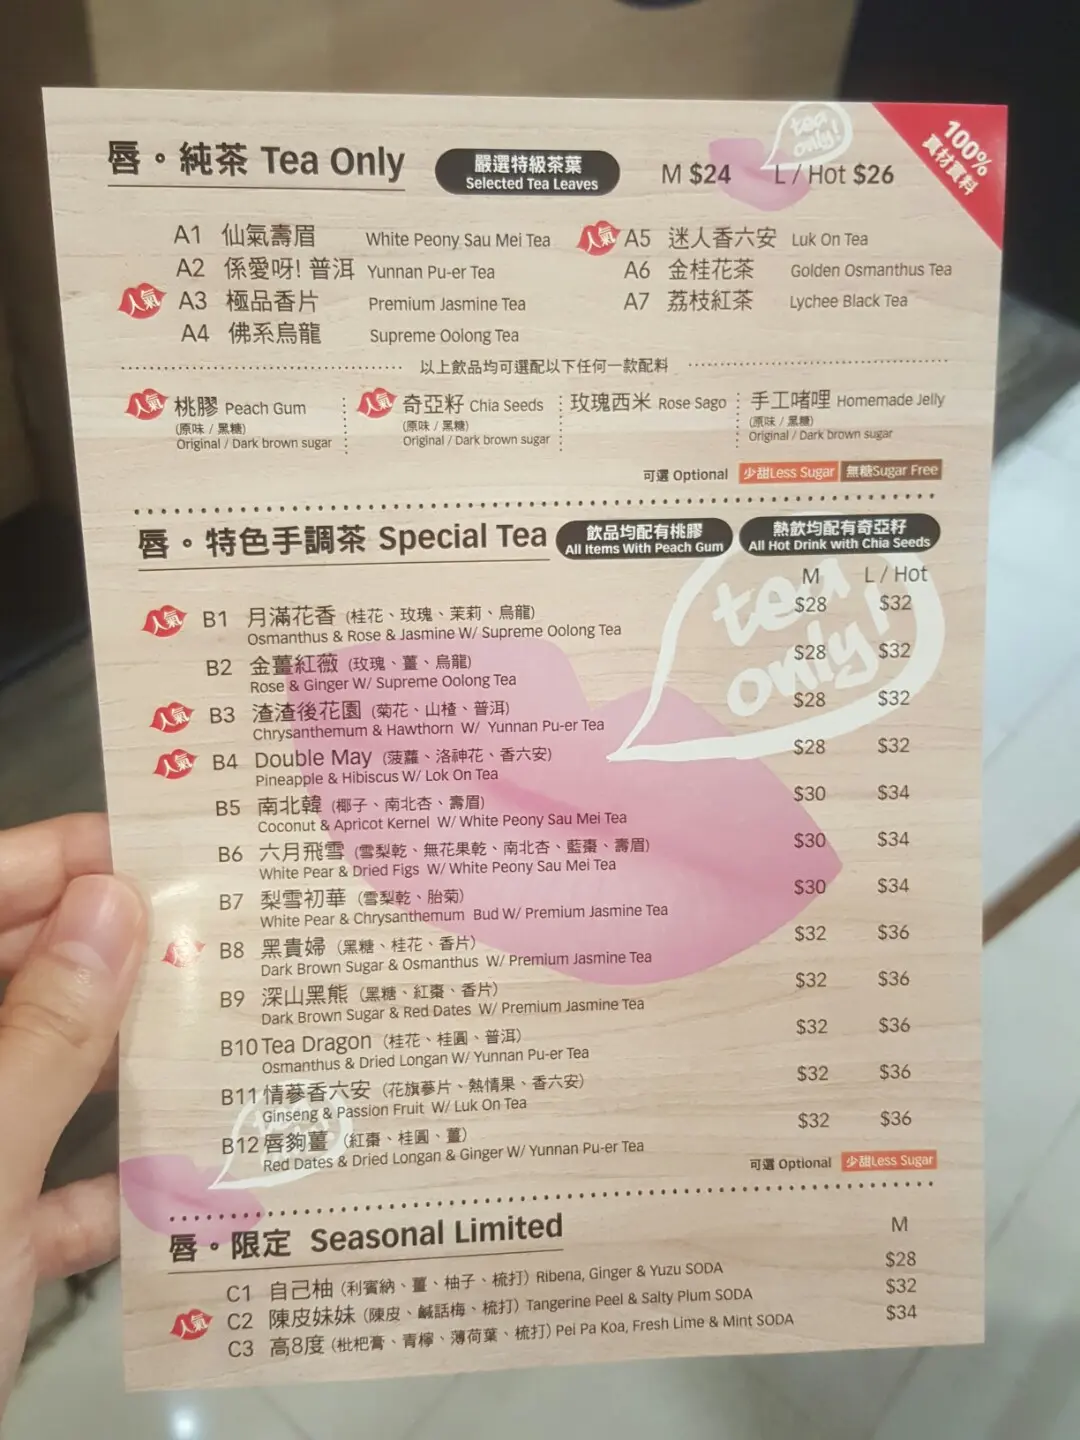 唇。純茶 Tea Only
嚴選特級茶葉
Selected Tea Leaves
M $24
L / Hot $26
tea only!
100%
真材實料
A1 仙氣壽眉 White Peony Sau Mei Tea
A2 係愛呀! 普洱 Yunnan Pu-er Tea
人氣 A3 極品香片 Premium Jasmine Tea
A4 佛系烏龍 Supreme Oolong Tea
人氣 A5 迷人香六安 Luk On Tea
A6 金桂花茶 Golden Osmanthus Tea
A7 荔枝紅茶 Lychee Black Tea
以上飲品均可選配以下任何一款配料
人氣 桃膠 Peach Gum
(原味 / 黑糖)
Original / Dark brown sugar
人氣 奇亞籽 Chia Seeds
(原味 / 黑糖)
Original / Dark brown sugar
玫瑰西米 Rose Sago
手工啫喱 Homemade Jelly
(原味 / 黑糖)
Original / Dark brown sugar
可選 Optional 少甜Less Sugar 無糖Sugar Free
唇。特色手調茶 Special Tea
飲品均配有桃膠
All Items With Peach Gum
熱飲均配有奇亞籽
All Hot Drink with Chia Seeds
M L / Hot
tea only!
人氣 B1 月滿花香 (桂花、玫瑰、茉莉、烏龍) $28 $32
Osmanthus & Rose & Jasmine W/ Supreme Oolong Tea
B2 金薑紅薇 (玫瑰、薑、烏龍) $28 $32
Rose & Ginger W/ Supreme Oolong Tea
人氣 B3 渣渣後花園 (菊花、山楂、普洱) $28 $32
Chrysanthemum & Hawthorn W/ Yunnan Pu-er Tea
人氣 B4 Double May (菠蘿、洛神花、香六安) $28 $32
Pineapple & Hibiscus W/ Lok On Tea
B5 南北韓 (椰子、南北杏、壽眉) $30 $34
Coconut & Apricot Kernel W/ White Peony Sau Mei Tea
B6 六月飛雪 (雪梨乾、無花果乾、南北杏、藍棗、壽眉) $30 $34
White Pear & Dried Figs W/ White Peony Sau Mei Tea
B7 梨雪初華 (雪梨乾、胎菊) $30 $34
White Pear & Chrysanthemum Bud W/ Premium Jasmine Tea
人氣 B8 黑貴婦 (黑糖、桂花、香片) $32 $36
Dark Brown Sugar & Osmanthus W/ Premium Jasmine Tea
B9 深山黑熊 (黑糖、紅棗、香片) $32 $36
Dark Brown Sugar & Red Dates W/ Premium Jasmine Tea
B10 Tea Dragon (桂花、桂圓、普洱) $32 $36
Osmanthus & Dried Longan W/ Yunnan Pu-er Tea
B11 情蔘香六安 (花旗蔘片、熱情果、香六安) $32 $36
Ginseng & Passion Fruit W/ Luk On Tea
B12 唇夠薑 (紅棗、桂圓、薑) $32 $36
Red Dates & Dried Longan & Ginger W/ Yunnan Pu-er Tea
可選 Optional 少甜Less Sugar
唇。限定 Seasonal Limited
M
C1 自己柚 (利賓納、薑、柚子、梳打) Ribena, Ginger & Yuzu SODA $28
人氣 C2 陳皮妹妹 (陳皮、鹹話梅、梳打) Tangerine Peel & Salty Plum SODA $32
C3 高8度 (枇杷膏、青檸、薄荷葉、梳打) Pei Pa Koa, Fresh Lime & Mint SODA $34